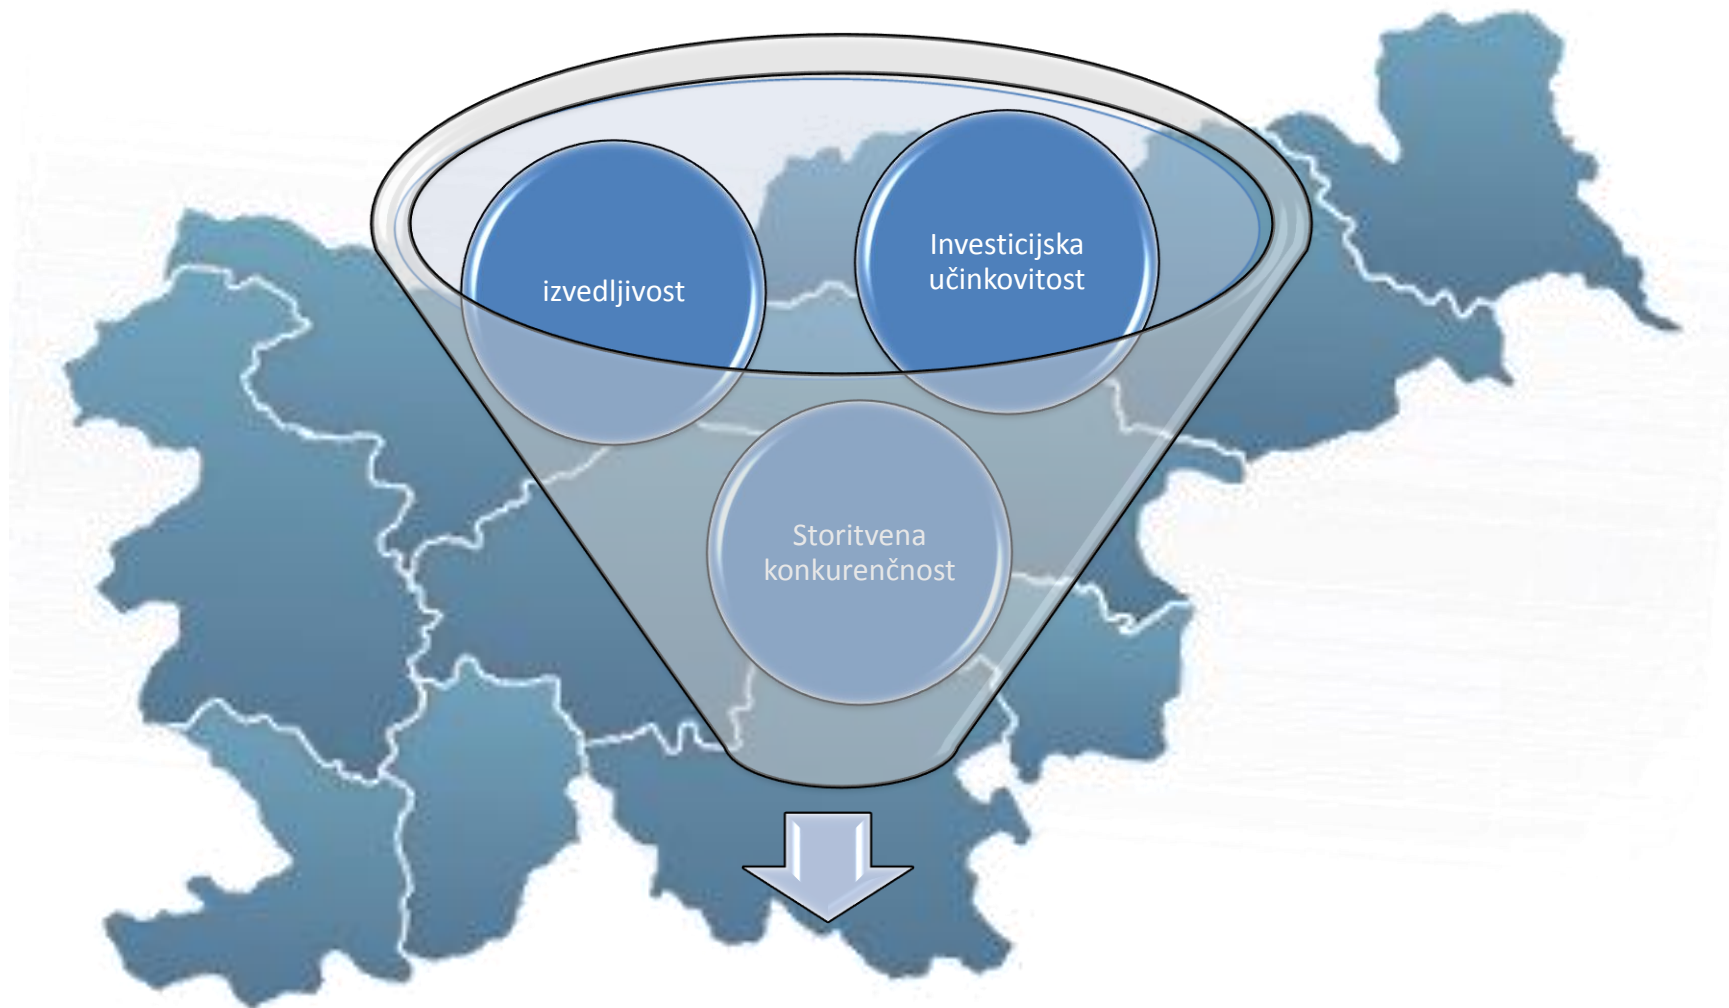 izvedljivost
Investicijska
učinkovitost
Storitvena
konkurenčnost